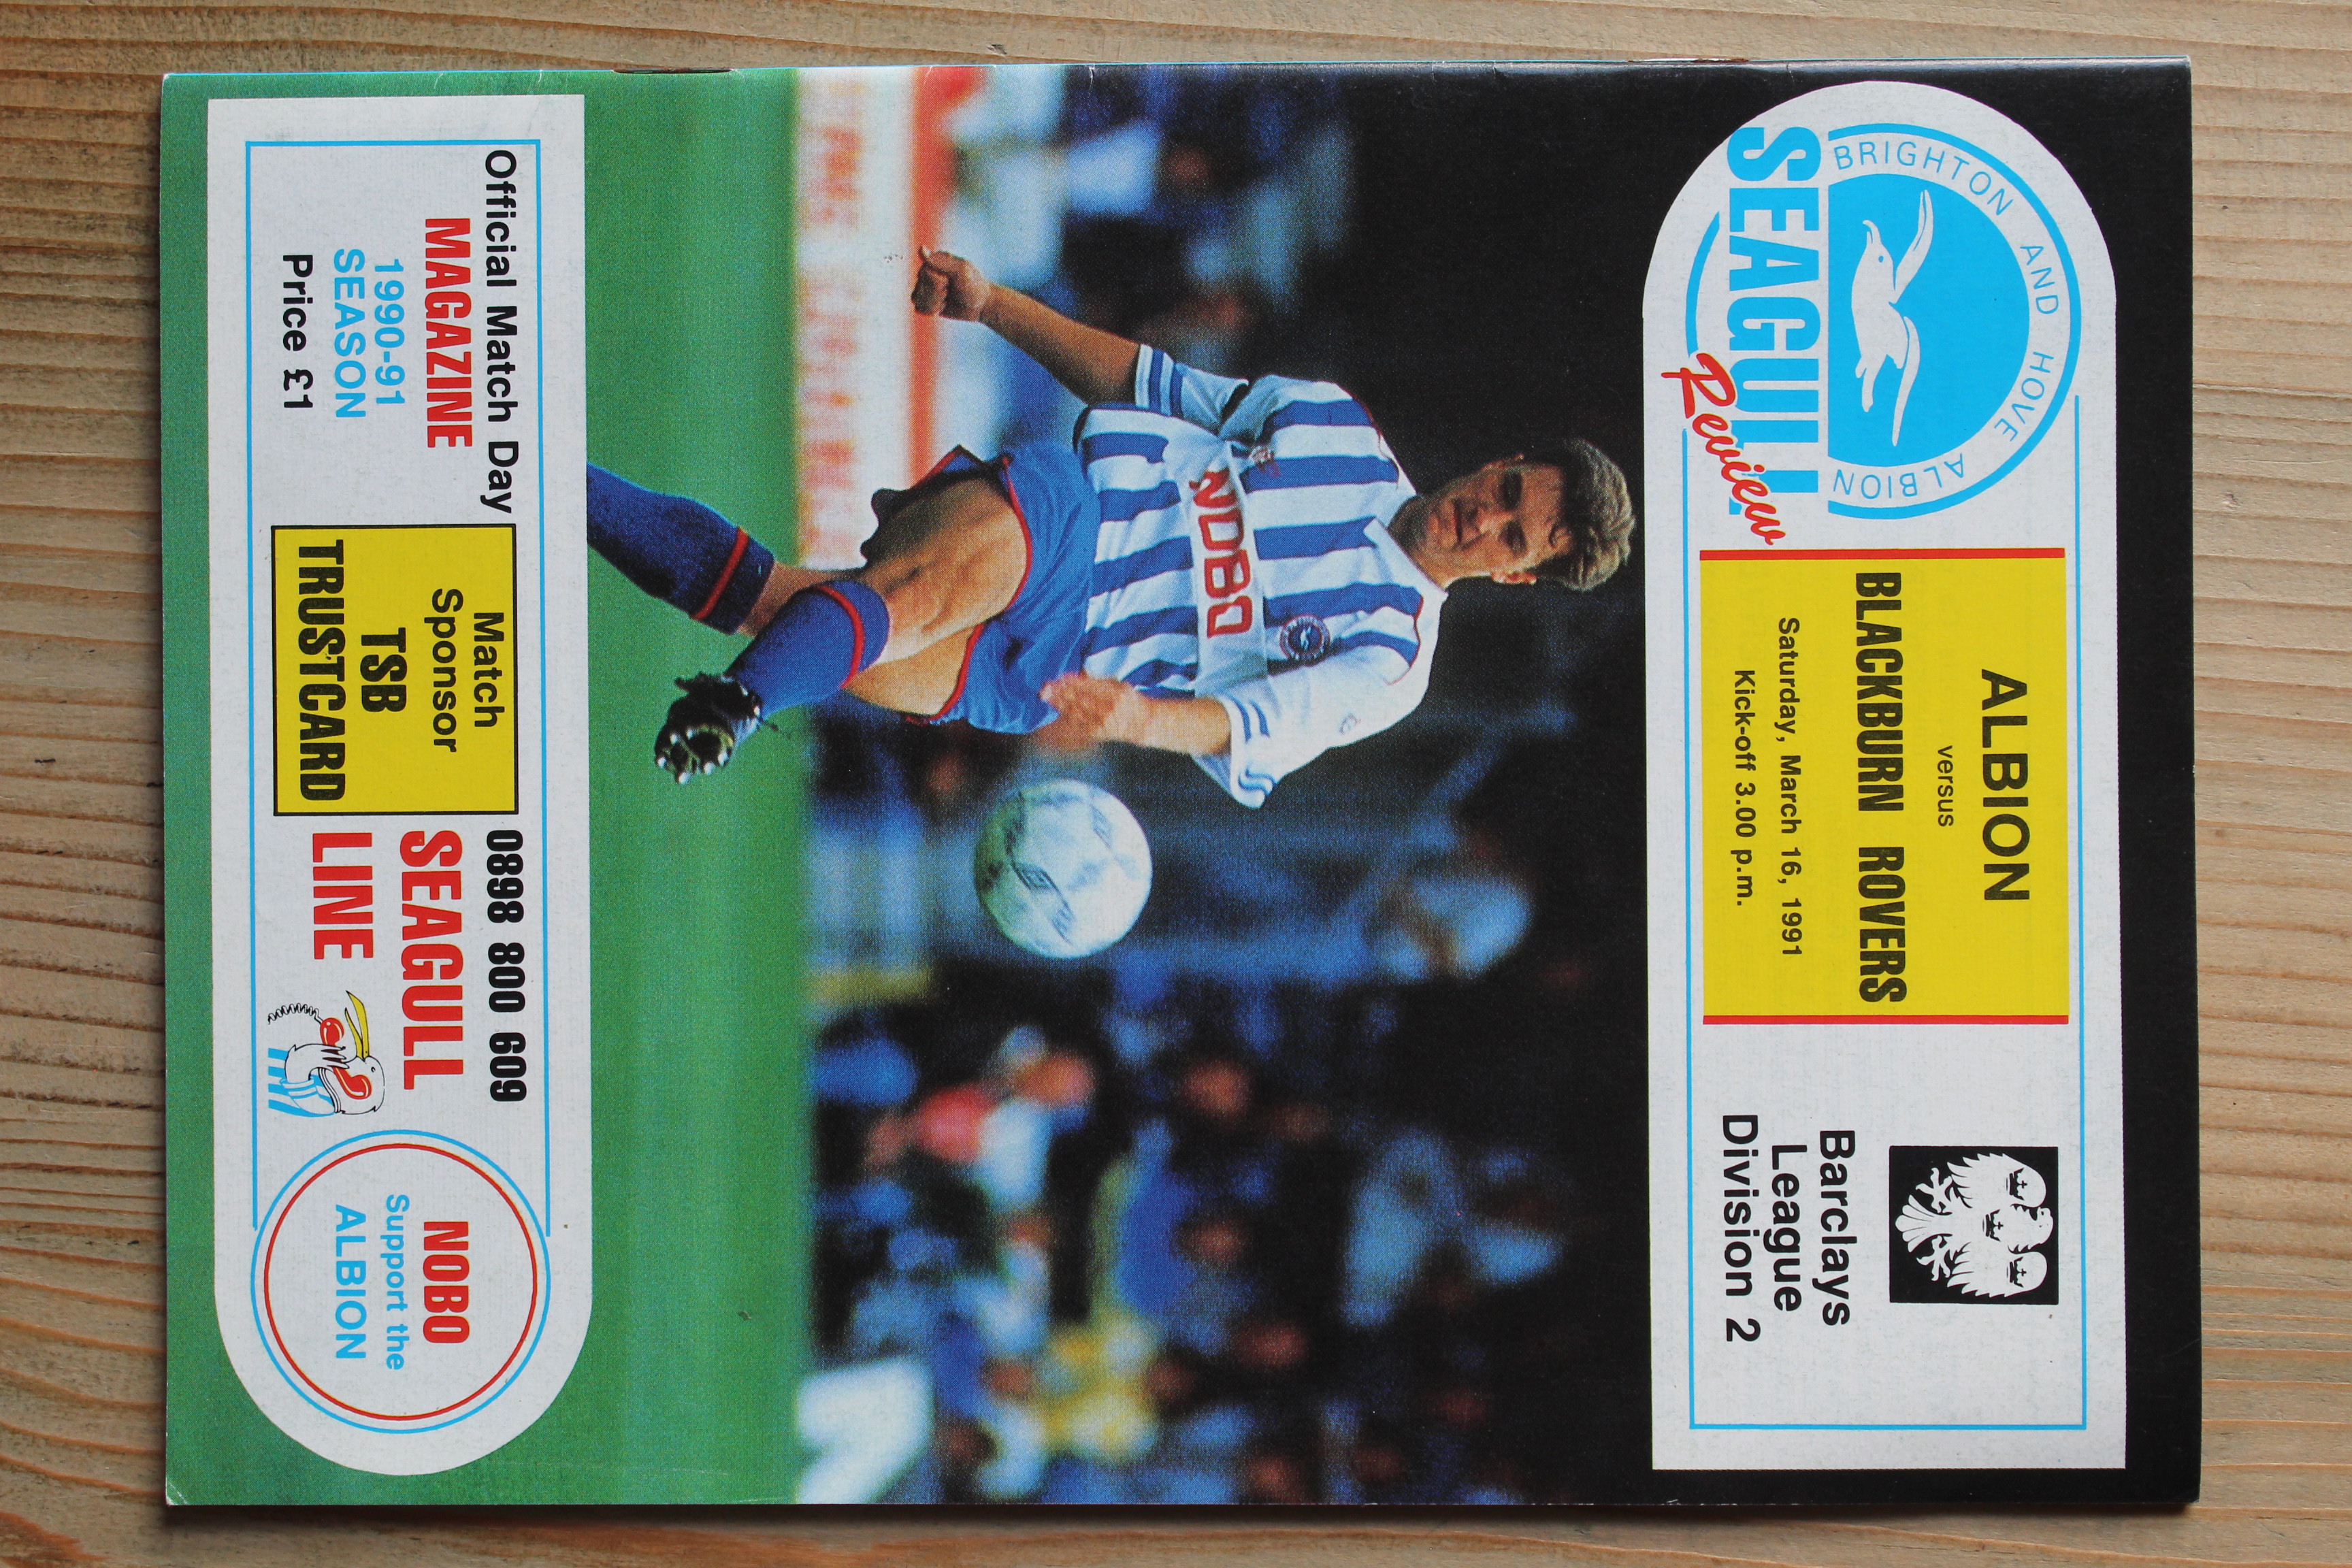 BRIGHTON AND HOVE ALBION
SEAGULL
Review
ALBION
versus
BLACKBURN ROVERS
Saturday, March 16, 1991
Kick-off 3.00 p.m.
Barclays
League
Division 2
NOBO
Official Match Day
MAGAZINE
1990-91
SEASON
Price £1
Match
Sponsor
TSB
TRUSTCARD
0898 800 609
SEAGULL
LINE
NOBO
Support the
ALBION